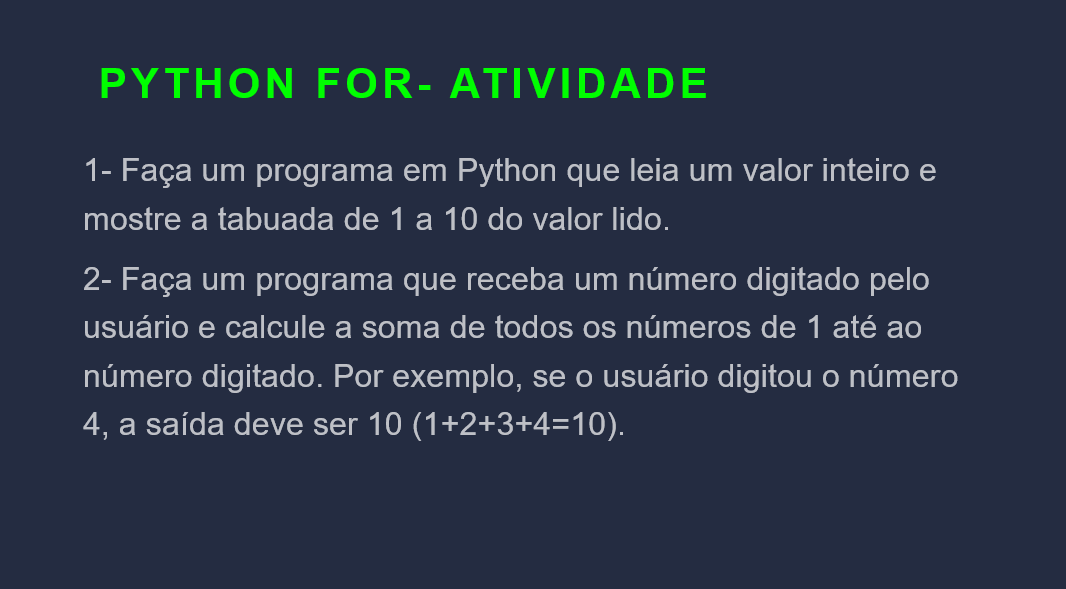 PYTHON FOR- ATIVIDADE
1- Faça um programa em Python que leia um valor inteiro e
mostre a tabuada de 1 a 10 do valor lido.
2- Faça um programa que receba um número digitado pelo
usuário e calcule a soma de todos os números de 1 até ao
número digitado. Por exemplo, se o usuário digitou o número
4, a saída deve ser 10 (1+2+3+4=10).